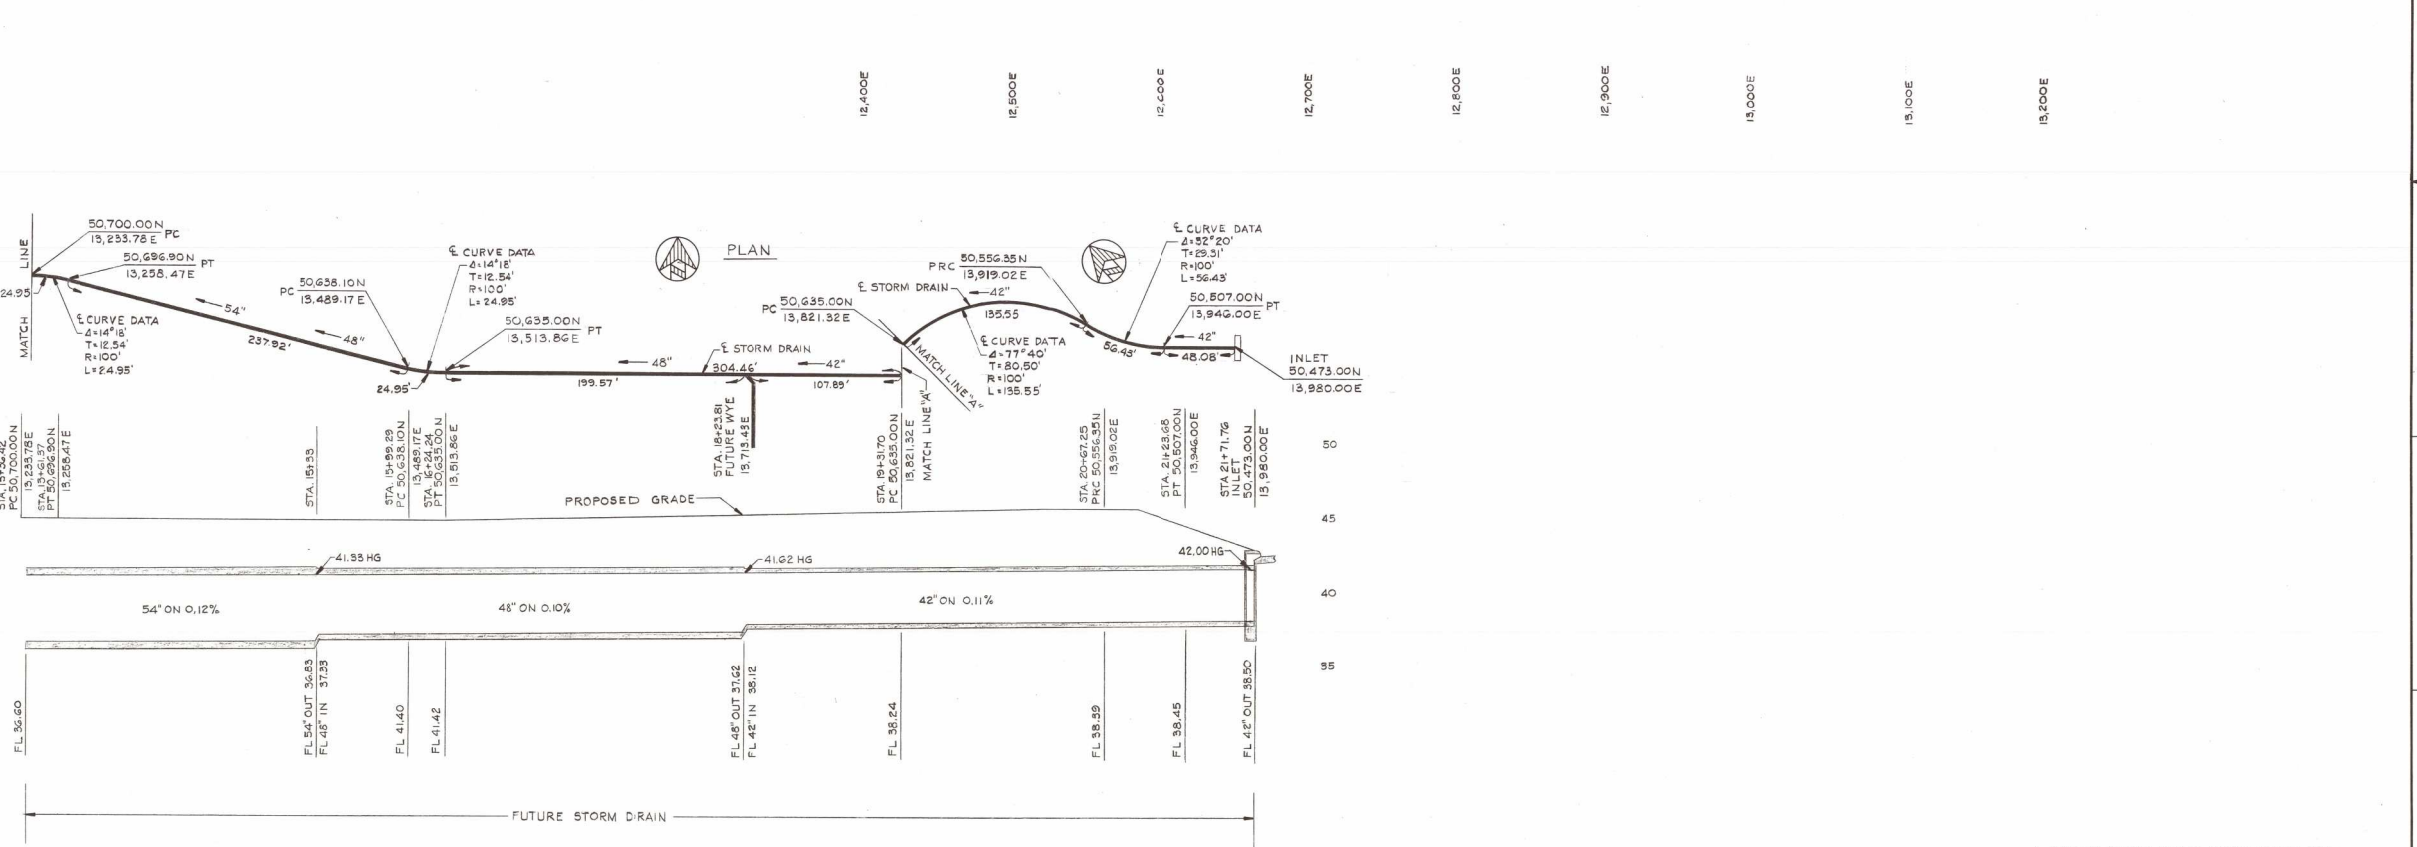 12,400E
12,500E
12,600E
12,700E
12,800E
12,900E
13,000E
13,100E
13,200E
PLAN
MATCH LINE
50,700.00N
13,233.78E PC
50,696.90N
13,258.47E PT
24.95
℄ CURVE DATA
Δ=14°18'
T=12.54'
R=100'
L=24.95'
54"
237.92'
48"
50,638.10N
PC 13,489.17E
℄ CURVE DATA
Δ=14°18'
T=12.54'
R=100'
L=24.95'
24.95'
50,635.00N
13,513.86E PT
48"
199.57'
℄ STORM DRAIN
304.46'
42"
107.89'
50,635.00N
PC 13,821.32E
MATCH LINE "A"
MATCH LINE "A"
℄ STORM DRAIN
42"
135.55
℄ CURVE DATA
Δ=77°40'
T=80.50'
R=100'
L=135.55'
50,556.35N
PRC 13,919.02E
56.43'
℄ CURVE DATA
Δ=32°20'
T=29.31'
R=100'
L=56.43'
50,507.00N
13,946.00E PT
42"
48.08'
INLET
50,473.00N
13,980.00E
PC 50,700.00N
13,233.78E
STA. 13+61.37
PT 50,696.90N
13,258.47E
STA. 15+33
STA. 15+99.29
PC 50,638.10N
13,489.17E
STA. 16+24.24
PT 50,635.00N
13,513.86E
STA. 18+23.81
FUTURE WYE
13,713.43E
STA. 19+31.70
PC 50,635.00N
13,821.32E
STA. 20+67.25
PRC 50,556.35N
13,919.02E
STA. 21+23.68
PT 50,507.00N
13,946.00E
STA 21+71.76
INLET
50,473.00N
13,980.00E
50
45
40
35
PROPOSED GRADE
41.33 HG
41.62 HG
42.00 HG
54" ON 0.12%
48" ON 0.10%
42" ON 0.11%
FL 36.60
FL 54" OUT 36.83
FL 48" IN 37.33
FL 41.40
FL 41.42
FL 48" OUT 37.62
FL 42" IN 38.12
FL 38.24
FL 38.39
FL 38.45
FL 42" OUT 38.50
FUTURE STORM DRAIN